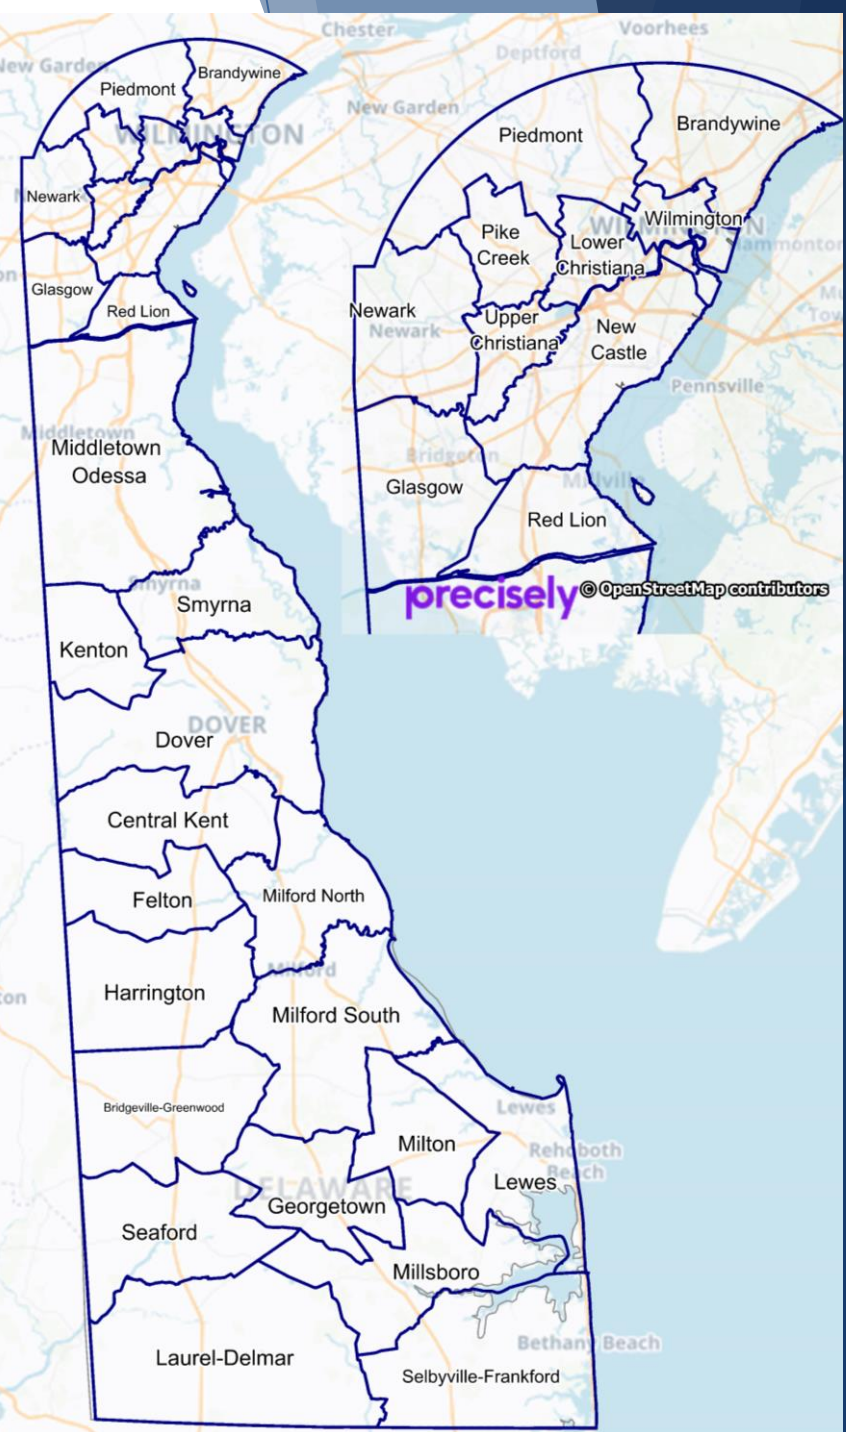 Chester
Voorhees
New Garden
Deptford
Brandywine
Piedmont
New Garden
Brandywine
Piedmont
WILMINGTON
Newark
Pike
Creek
Wilmington
Lower
Christiana
Hammonton
Glasgow
Red Lion
Newark
Newark
Upper
Christiana
New
Castle
Pennsville
Middletown
Middletown
Odessa
Bridgeton
Glasgow
Millville
Red Lion
precisely
© OpenStreetMap contributors
Smyrna
Smyrna
Kenton
DOVER
Dover
Central Kent
Felton
Milford North
Harrington
Milford
Milford South
Bridgeville-Greenwood
Lewes
Milton
Rehoboth
Beach
Lewes
DELAWARE
Georgetown
Seaford
Millsboro
Bethany Beach
Laurel-Delmar
Selbyville-Frankford